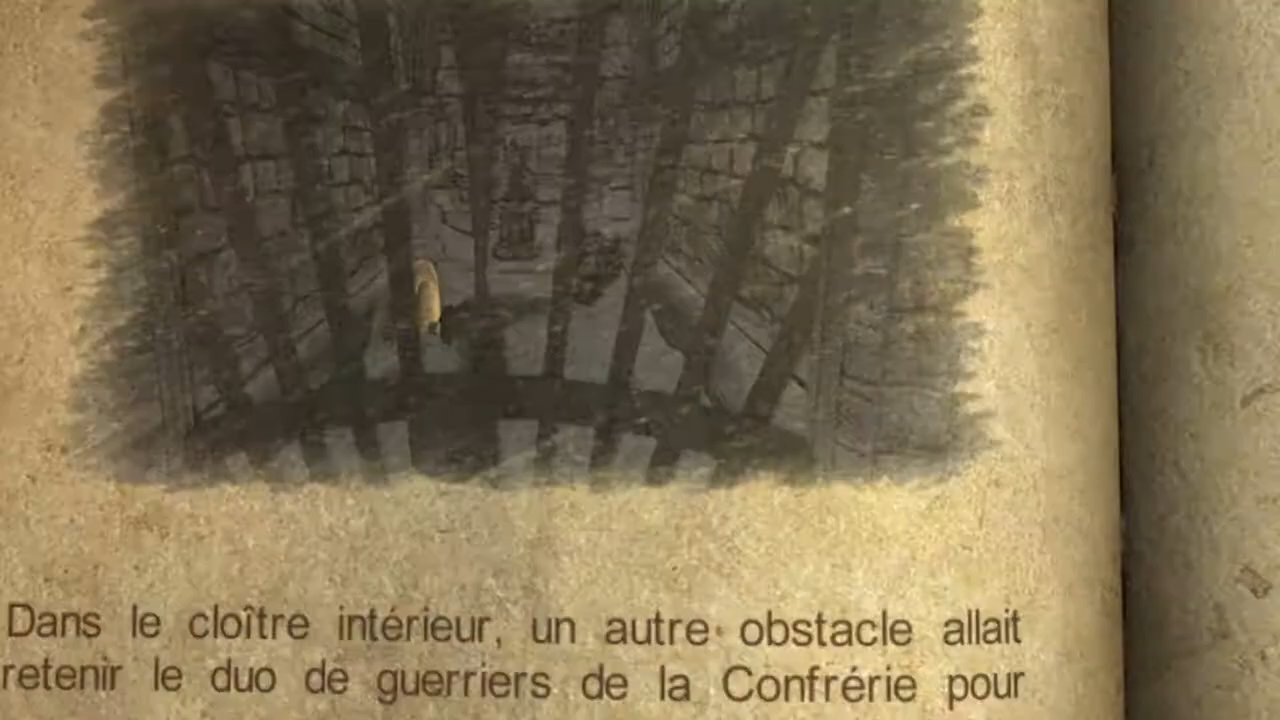 Dans le cloître intérieur, un autre obstacle allait
retenir le duo de guerriers de la Confrérie pour